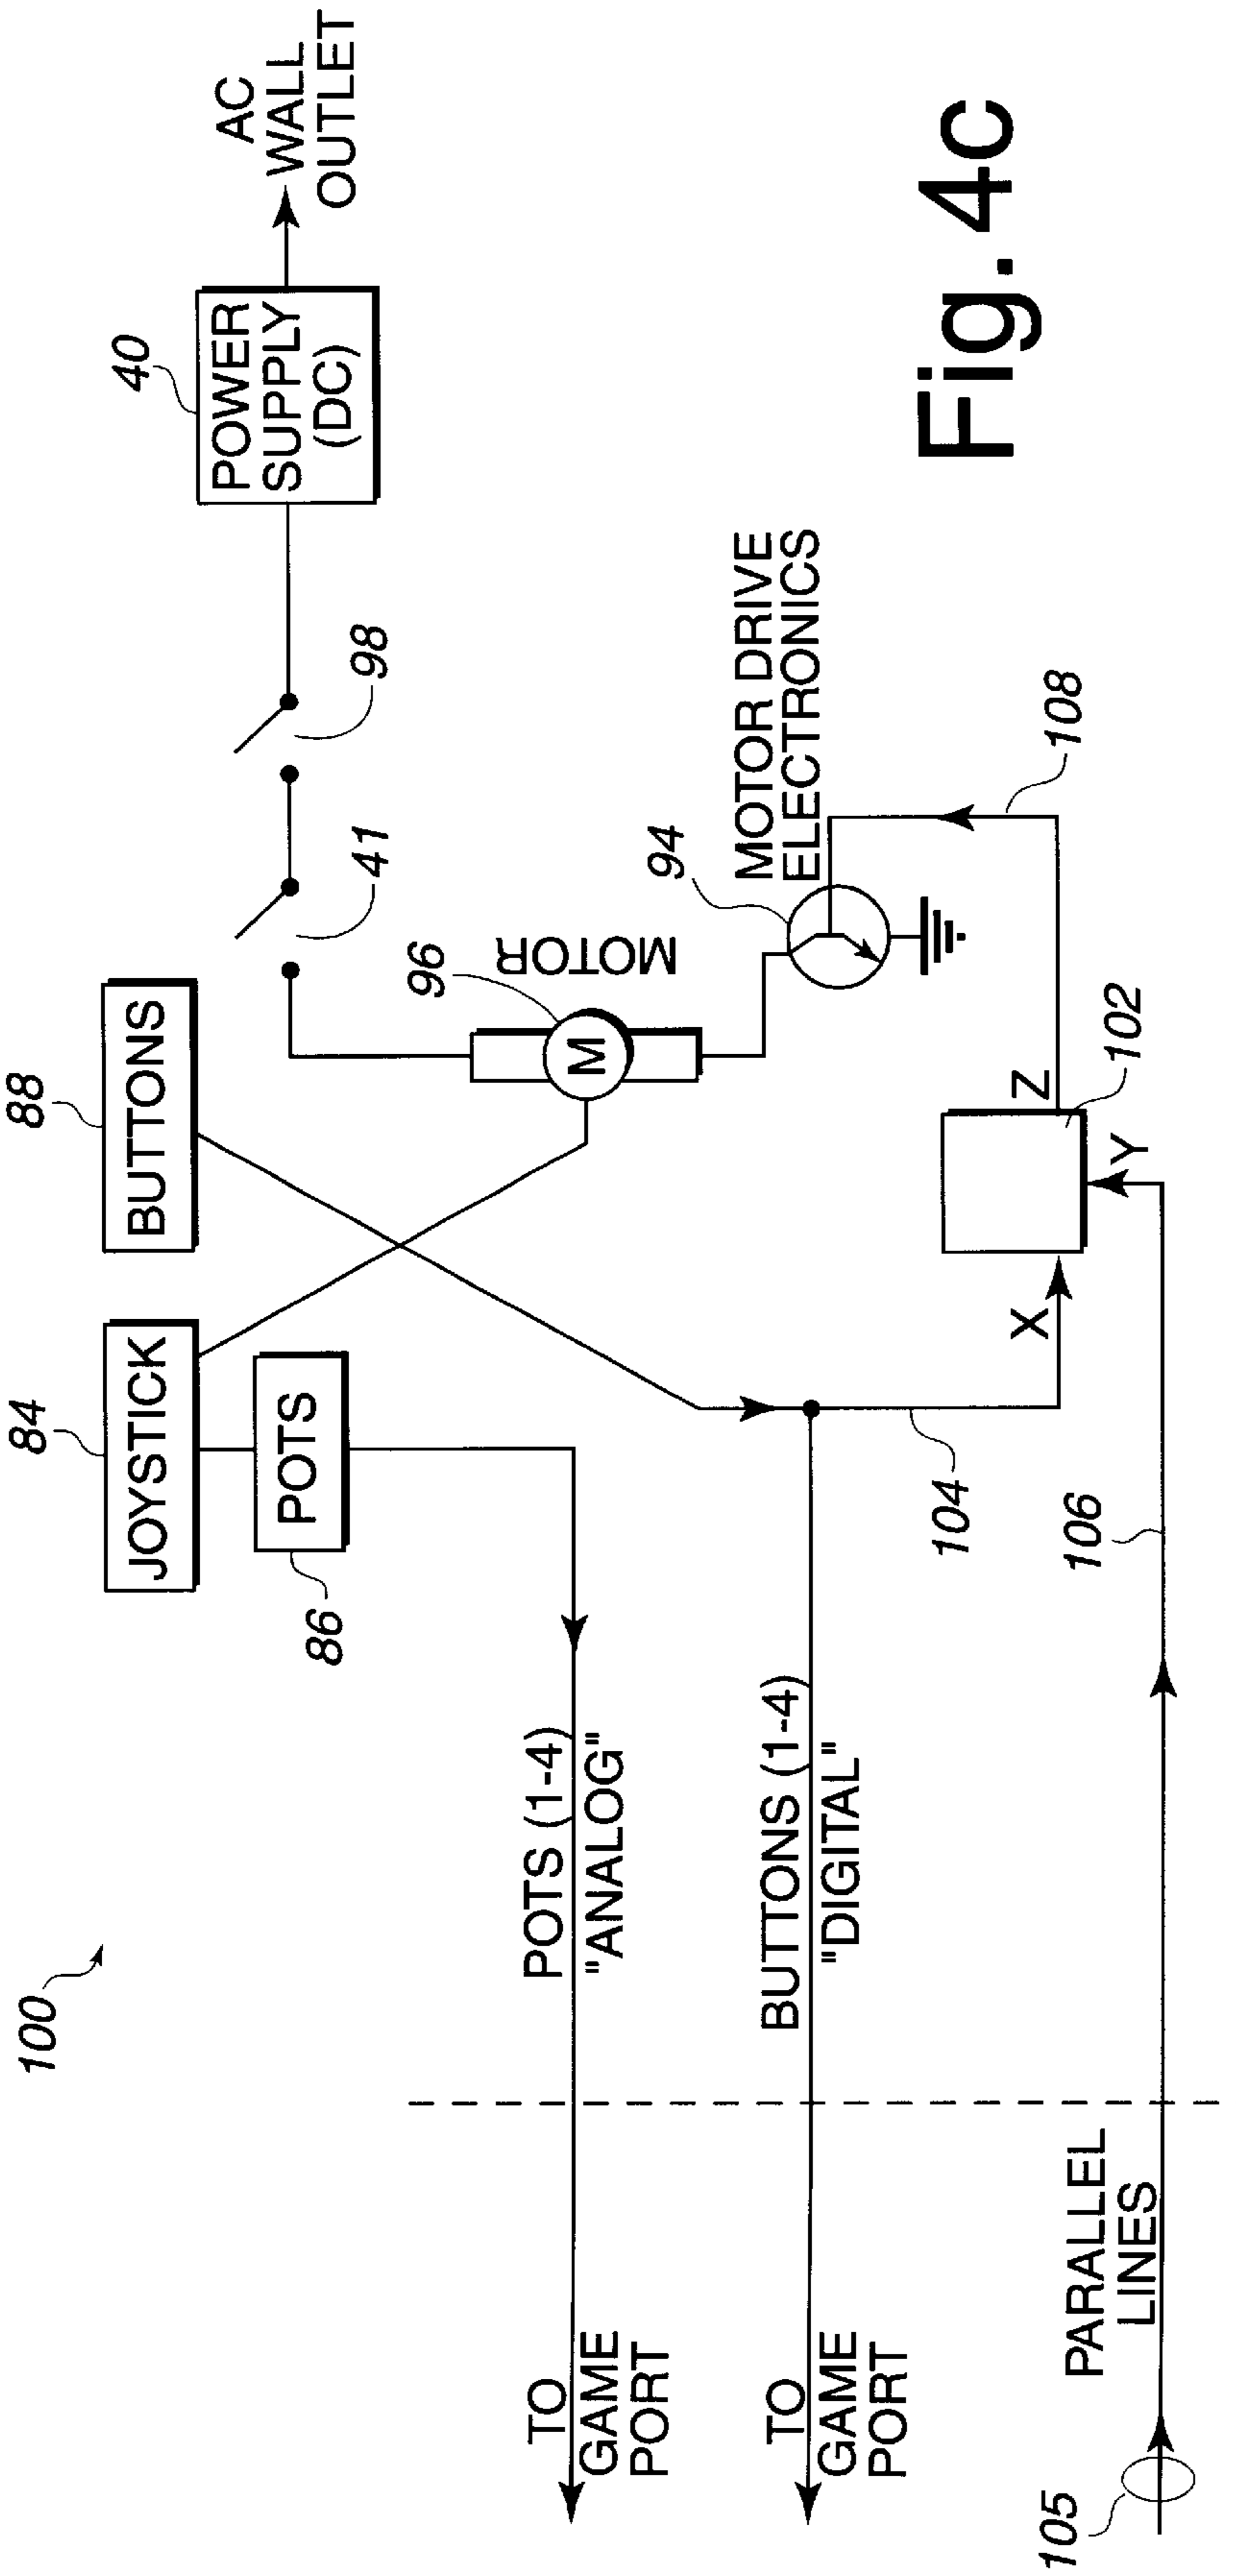 100
84
JOYSTICK
88
BUTTONS
40
POWER
SUPPLY
(DC)
AC
WALL
OUTLET
86
POTS
41
98
96
MOTOR
M
TO
GAME
PORT
POTS (1-4)
"ANALOG"
94
MOTOR DRIVE
ELECTRONICS
TO
GAME
PORT
BUTTONS (1-4)
"DIGITAL"
104
X
Z
Y
102
108
105
PARALLEL
LINES
106
Fig. 4c